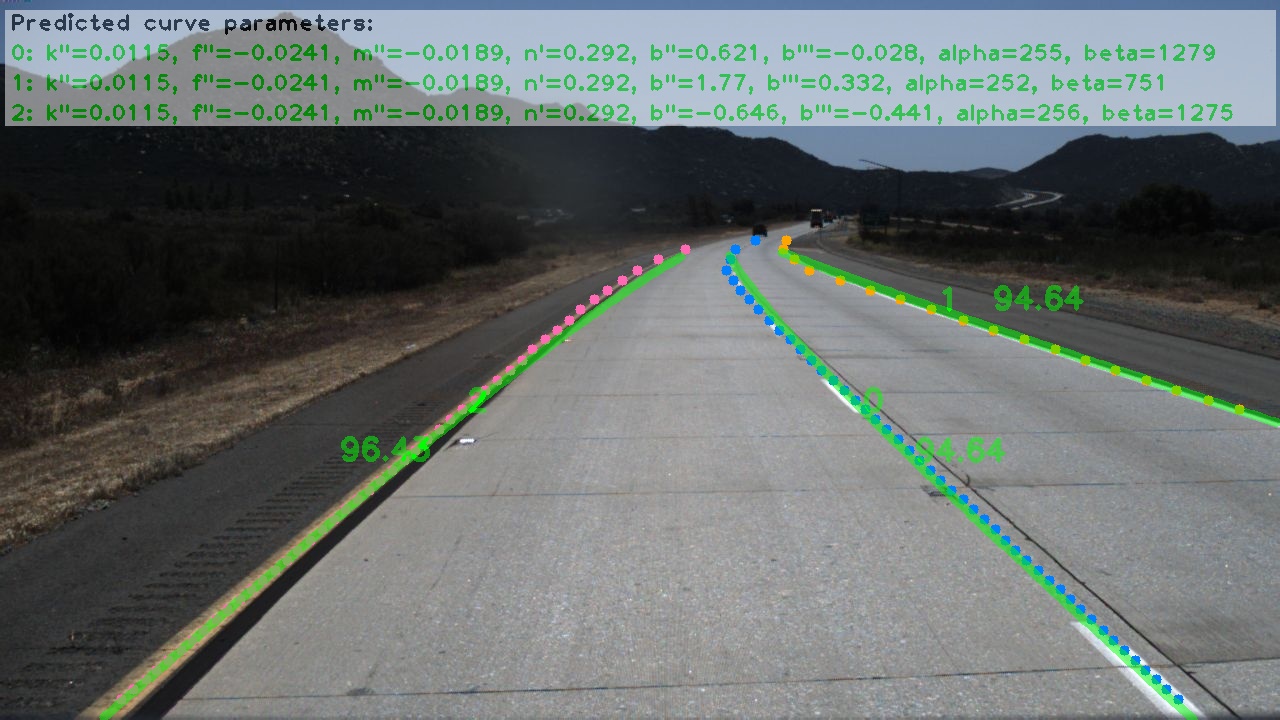 Predicted curve parameters:
0: k''=0.0115, f''=-0.0241, m''=-0.0189, n'=0.292, b''=0.621, b'''=-0.028, alpha=255, beta=1279
1: k''=0.0115, f''=-0.0241, m''=-0.0189, n'=0.292, b''=1.77, b'''=0.332, alpha=252, beta=751
2: k''=0.0115, f''=-0.0241, m''=-0.0189, n'=0.292, b''=-0.646, b'''=-0.441, alpha=256, beta=1275
1 94.64
2 0
96.43 94.64